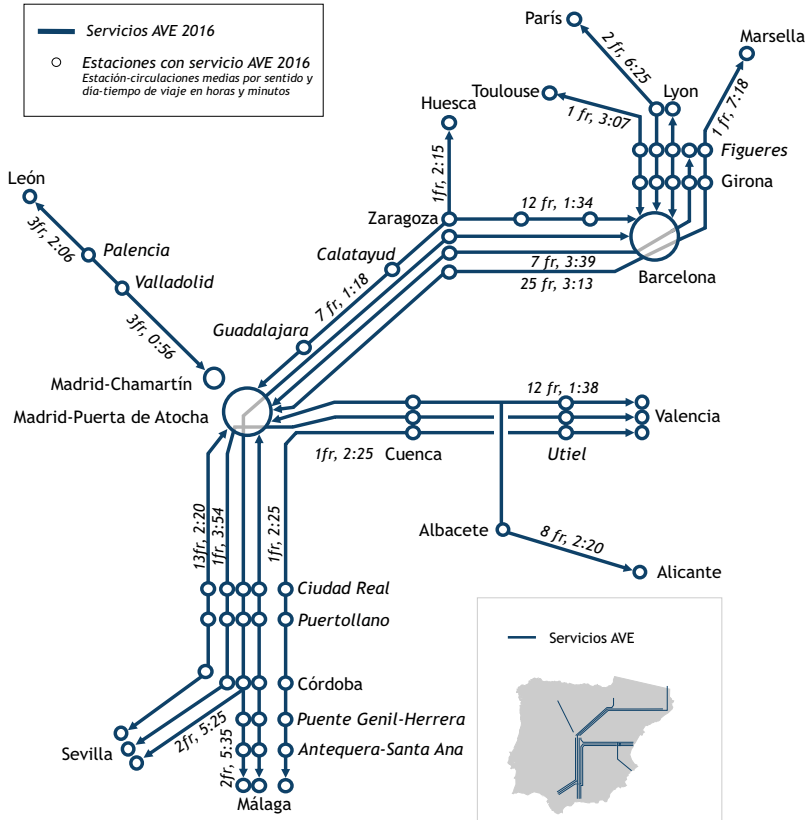 Servicios AVE 2016
Estaciones con servicio AVE 2016
Estación-circulaciones medias por sentido y
dia-tiempo de viaje en horas y minutos
París
Marsella
2 fr, 6:25
Toulouse
Lyon
1 fr, 7:18
Huesca
1 fr, 3:07
Figueres
1fr, 2:15
Girona
León
12 fr, 1:34
Zaragoza
3fr, 2:06
Palencia
Calatayud
7 fr, 3:39
Barcelona
Valladolid
25 fr, 3:13
7 fr, 1:18
Guadalajara
3fr, 0:56
Madrid-Chamartín
12 fr, 1:38
Madrid-Puerta de Atocha
Valencia
1fr, 2:25
Cuenca
Utiel
13fr, 2:20
1fr, 3:54
1fr, 2:25
Albacete
8 fr, 2:20
Alicante
Ciudad Real
Puertollano
Servicios AVE
Córdoba
Puente Genil-Herrera
2fr, 5:25
Sevilla
2fr, 5:35
Antequera-Santa Ana
Málaga